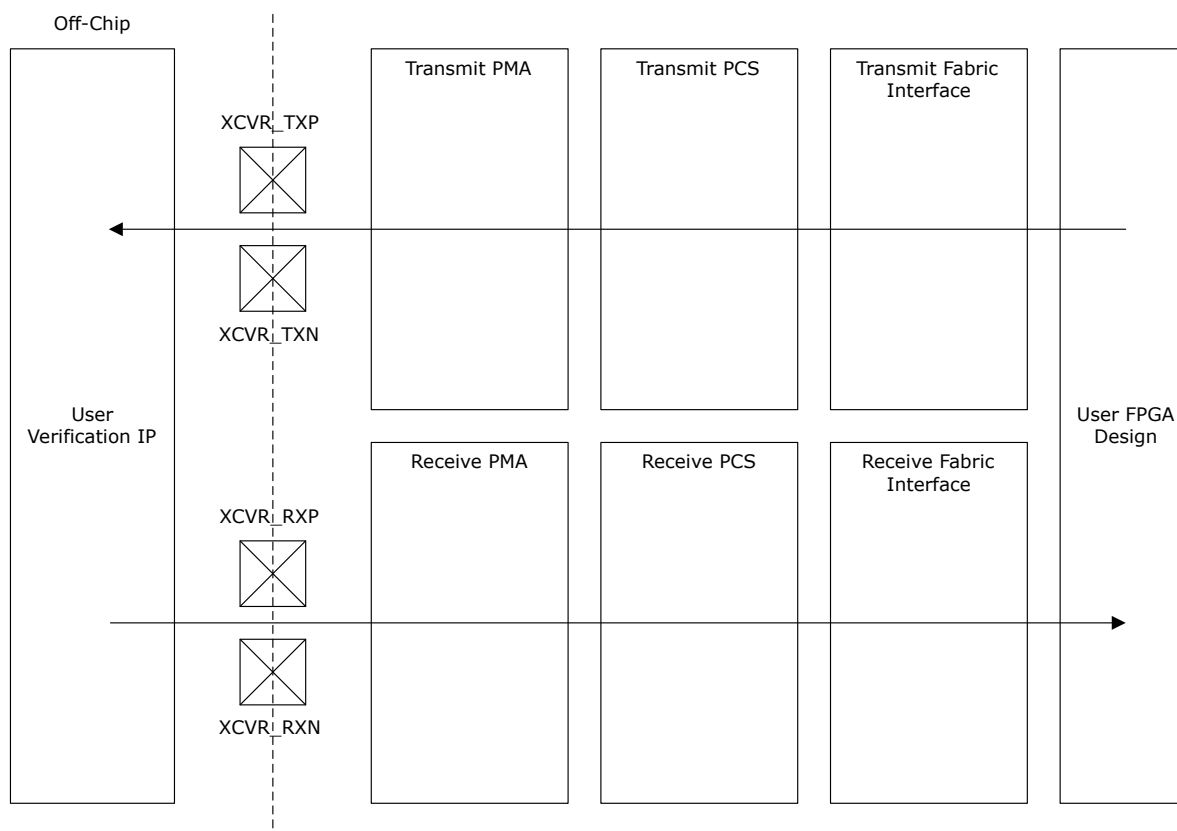 Off-Chip
Transmit PMA
Transmit PCS
Transmit Fabric
Interface
XCVR_TXP
XCVR_TXN
User
Verification IP
User FPGA
Design
Receive PMA
Receive PCS
Receive Fabric
Interface
XCVR_RXP
XCVR_RXN